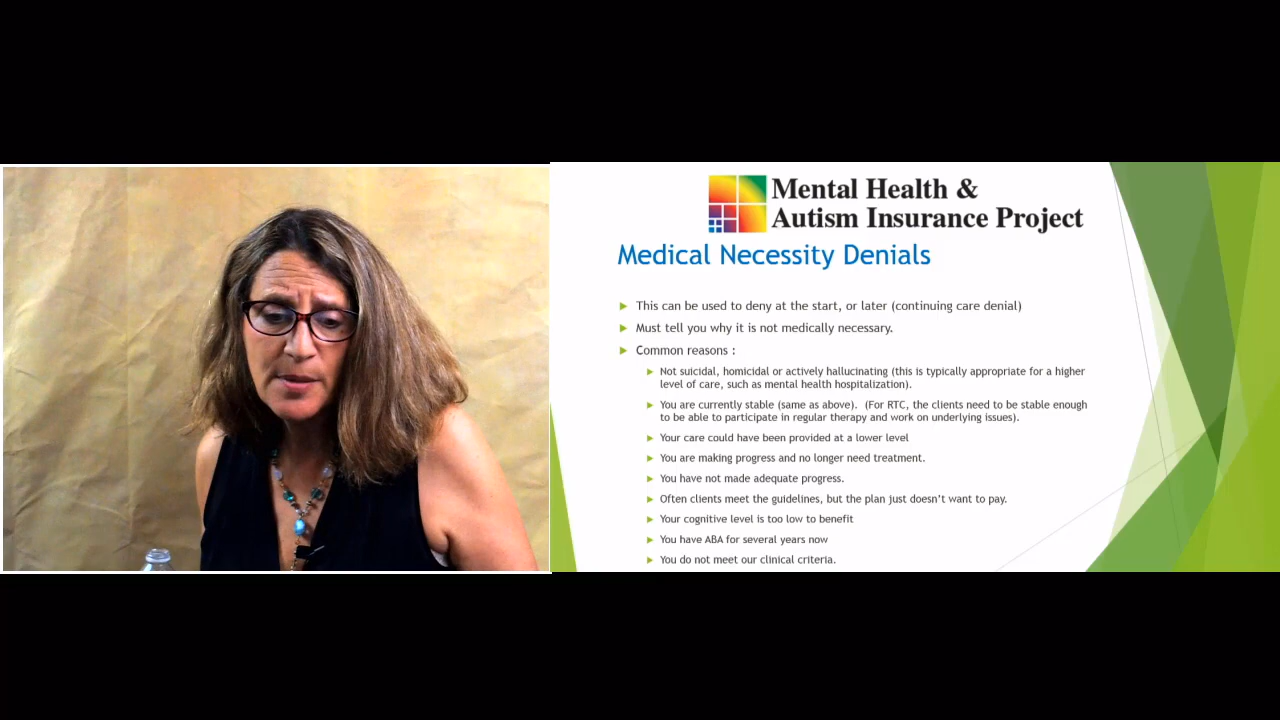 Mental Health &
Autism Insurance Project
Medical Necessity Denials
This can be used to deny at the start, or later (continuing care denial)
Must tell you why it is not medically necessary.
Common reasons :
Not suicidal, homicidal or actively hallucinating (this is typically appropriate for a higher
level of care, such as mental health hospitalization).
You are currently stable (same as above). (For RTC, the clients need to be stable enough
to be able to participate in regular therapy and work on underlying issues).
Your care could have been provided at a lower level
You are making progress and no longer need treatment.
You have not made adequate progress.
Often clients meet the guidelines, but the plan just doesn't want to pay.
Your cognitive level is too low to benefit
You have ABA for several years now
You do not meet our clinical criteria.